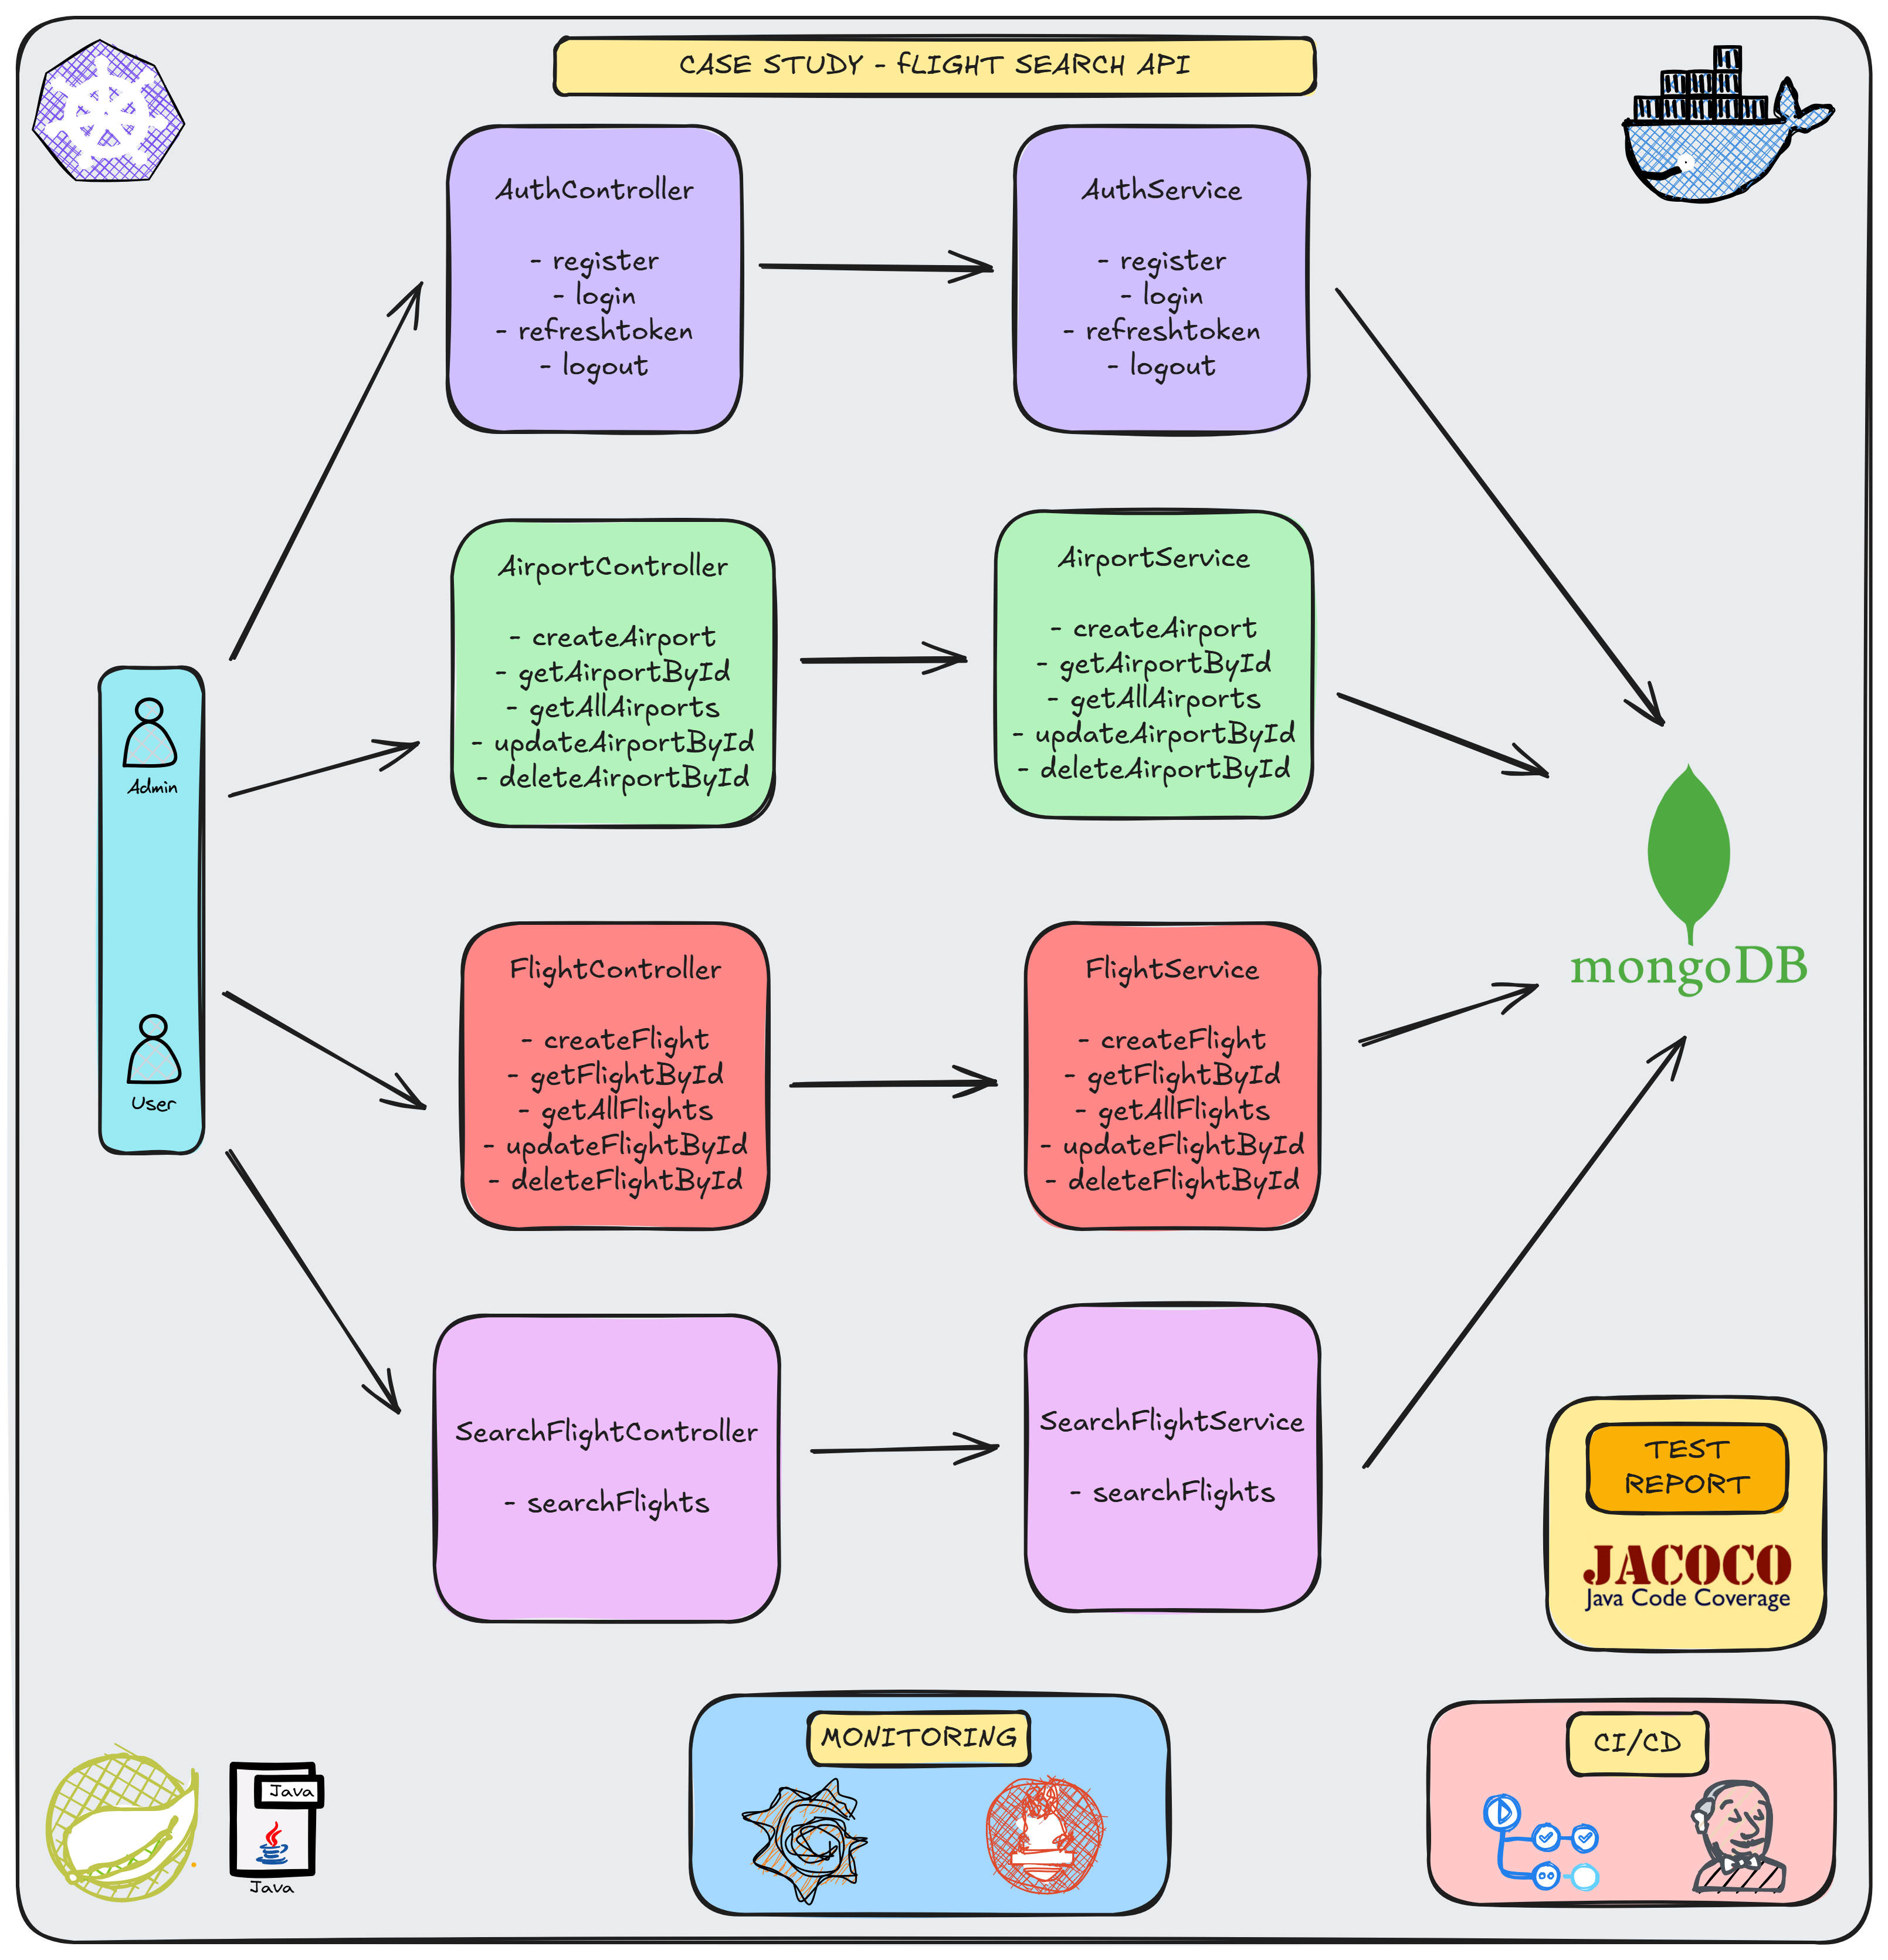 CASE STUDY - fLIGHT SEARCH API
AuthController
- register
- login
- refreshtoken
- logout
AuthService
- register
- login
- refreshtoken
- logout
AirportController
- createAirport
- getAirportById
- getAllAirports
- updateAirportById
- deleteAirportById
AirportService
- createAirport
- getAirportById
- getAllAirports
- updateAirportById
- deleteAirportById
Admin
User
mongoDB
FlightController
- createFlight
- getFlightById
- getAllFlights
- updateFlightById
- deleteFlightById
FlightService
- createFlight
- getFlightById
- getAllFlights
- updateFlightById
- deleteFlightById
SearchFlightController
- searchFlights
SearchFlightService
- searchFlights
TEST
REPORT
JACOCO
Java Code Coverage
MONITORING
CI/CD
Java
Java